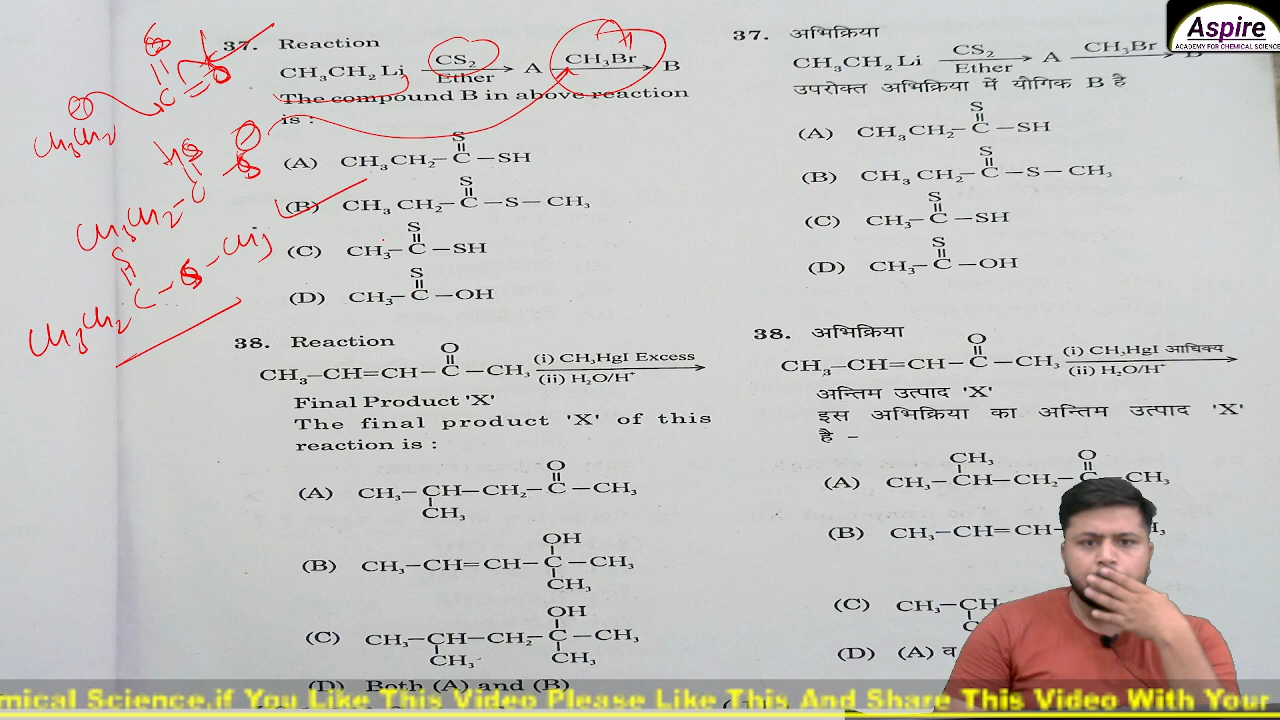 Aspire
ACADEMY FOR CHEMICAL SCIENCE
37. Reaction
CH₃CH₂Li —CS₂/Ether→ A —CH₃Br→ B
The compound B in above reaction
is :
(A) CH₃CH₂–C(=S)–SH
(B) CH₃CH₂–C(=S)–S–CH₃
(C) CH₃–C(=S)–SH
(D) CH₃–C(=S)–OH
38. Reaction
CH₃–CH=CH–C(=O)–CH₃ —(i) CH₃HgI Excess/(ii) H₂O/H⁺→
Final Product 'X'
The final product 'X' of this
reaction is :
(A) CH₃–CH(CH₃)–CH₂–C(=O)–CH₃
(B) CH₃–CH=CH–C(OH)(CH₃)–CH₃
(C) CH₃–CH(CH₃)–CH₂–C(OH)(CH₃)–CH₃
(D) Both (A) and (B)
37. अभिक्रिया
CH₃CH₂Li —CS₂/Ether→ A —CH₃Br→ B
उपरोक्त अभिक्रिया में यौगिक B है
(A) CH₃CH₂–C(=S)–SH
(B) CH₃CH₂–C(=S)–S–CH₃
(C) CH₃–C(=S)–SH
(D) CH₃–C(=S)–OH
38. अभिक्रिया
CH₃–CH=CH–C(=O)–CH₃ —(i) CH₃HgI आधिक्य/(ii) H₂O/H⁺→
अन्तिम उत्पाद 'X'
इस अभिक्रिया का अन्तिम उत्पाद 'X'
है –
(A) CH₃–CH(CH₃)–CH₂–C(=O)–CH₃
(B) CH₃–CH=CH–
(C) CH₃–CH
(D) (A) व
CH₃CH₂
CH₃CH₂–C
CH₃CH₂–C(=S)–S–CH₃
mical Science.if You Like This Video Please Like This And Share This Video With Your